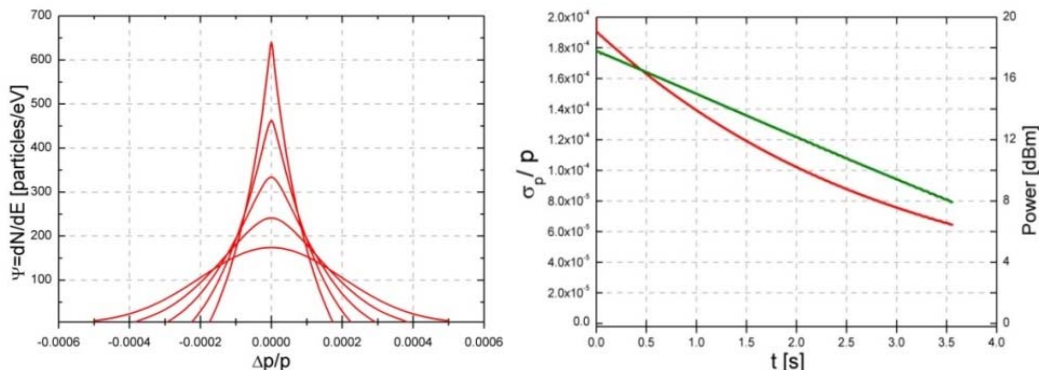 700
600
500
400
300
200
100
Ψ=dN/dE [particles/eV]
-0.0006
-0.0004
-0.0002
0.0000
0.0002
0.0004
0.0006
Δp/p
2.0x10⁻⁴
1.8x10⁻⁴
1.6x10⁻⁴
1.4x10⁻⁴
1.2x10⁻⁴
1.0x10⁻⁴
8.0x10⁻⁵
6.0x10⁻⁵
4.0x10⁻⁵
2.0x10⁻⁵
0.0
σp/p
0.0
0.5
1.0
1.5
2.0
2.5
3.0
3.5
4.0
t [s]
20
16
12
8
4
0
Power [dBm]